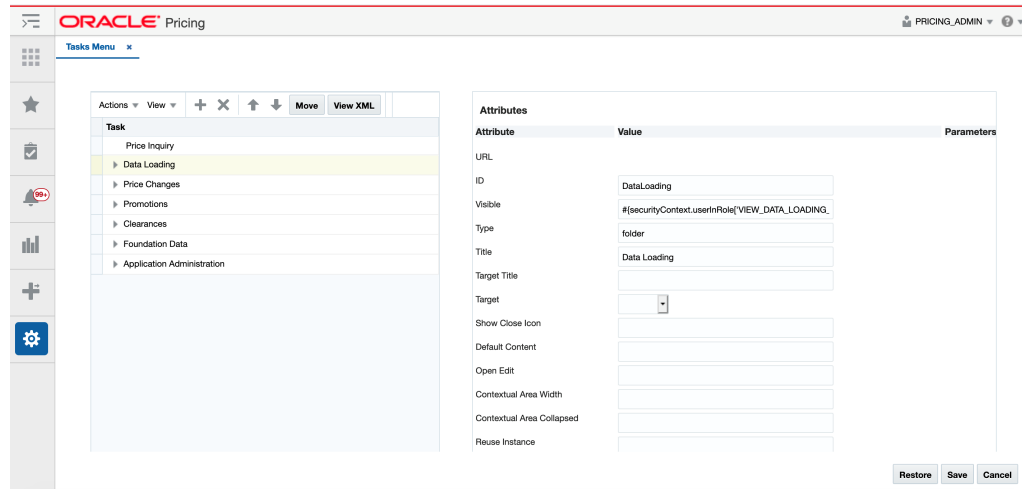 ORACLE Pricing
PRICING_ADMIN
?
Tasks Menu x
Actions View Move View XML
Task
Price Inquiry
Data Loading
Price Changes
Promotions
Clearances
Foundation Data
Application Administration
99+
Attributes
Attribute Value Parameters
URL
ID DataLoading
Visible #{securityContext.userInRole['VIEW_DATA_LOADING_
Type folder
Title Data Loading
Target Title
Target
Show Close Icon
Default Content
Open Edit
Contextual Area Width
Contextual Area Collapsed
Reuse Instance
Restore Save Cancel